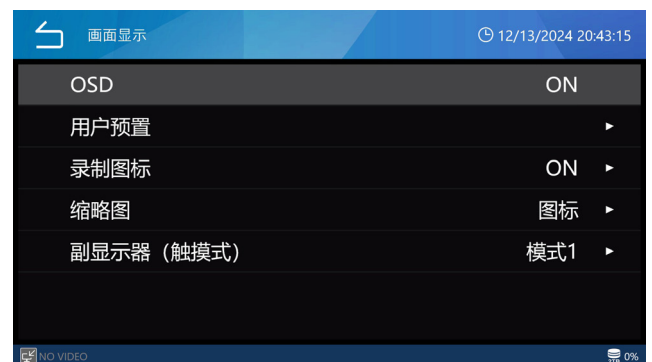 画面显示 12/13/2024 20:43:15
OSD ON
用户预置
录制图标 ON
缩略图 图标
副显示器（触摸式） 模式1
NO VIDEO 0%